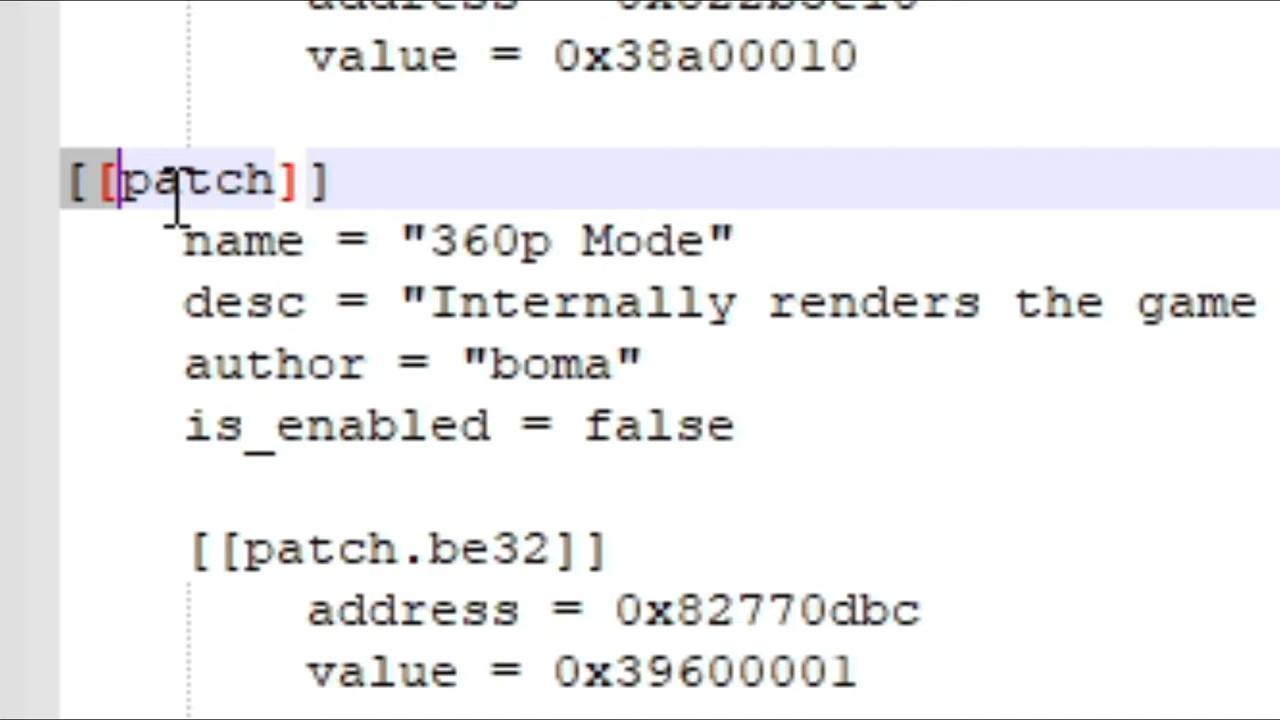 address
value = 0x38a00010
[[patch]]
name = "360p Mode"
desc = "Internally renders the game
author = "boma"
is_enabled = false
[[patch.be32]]
address = 0x82770dbc
value = 0x39600001